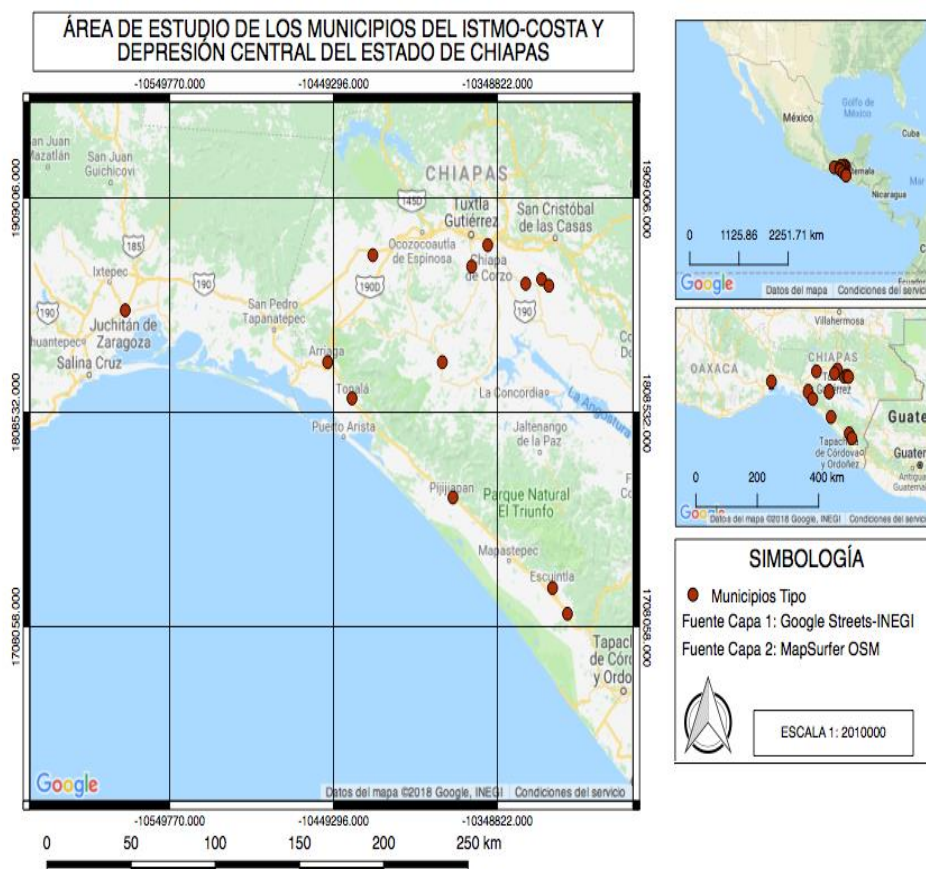 ÁREA DE ESTUDIO DE LOS MUNICIPIOS DEL ISTMO-COSTA Y
DEPRESIÓN CENTRAL DEL ESTADO DE CHIAPAS
-10549770.000
-10449296.000
-10348822.000
1909006.000
1909006.000
1808532.000
1808532.000
1708058.000
1708058.000
San Juan
Guichicovi
CHIAPAS
145D
Tuxtla
Gutiérrez
San Cristóbal
de las Casas
Ocozocoautla
de Espinosa
Chiapa
de Corzo
185
Ixtepec
190
190
190D
190
San Pedro
Tapanatepec
Juchitán de
Zaragoza
Salina Cruz
Arriaga
Tonalá
Puerto Arista
La Concordia
La Angostura
Jaltenango
de la Paz
Pijijiapan
Parque Natural
El Triunfo
Mapastepec
Escuintla
Tapach
de Córd
y Ordo
Google
Datos del mapa ©2018 Google, INEGI
Condiciones del servicio
-10549770.000
-10449296.000
-10348822.000
0 50 100 150 200 250 km
México
Golfo de
México
Cuba
Nicaragua
0 1125.86 2251.71 km
Google
Datos del mapa
Condiciones del servicio
Villahermosa
OAXACA
CHIAPAS
Tapachula
de Córdova
y Ordoñez
Guate
Guatem
Antigua
Guatemal
0 200 400 km
Google
Datos del mapa ©2018 Google, INEGI
Condiciones del servicio
SIMBOLOGÍA
Municipios Tipo
Fuente Capa 1: Google Streets-INEGI
Fuente Capa 2: MapSurfer OSM
ESCALA 1: 2010000